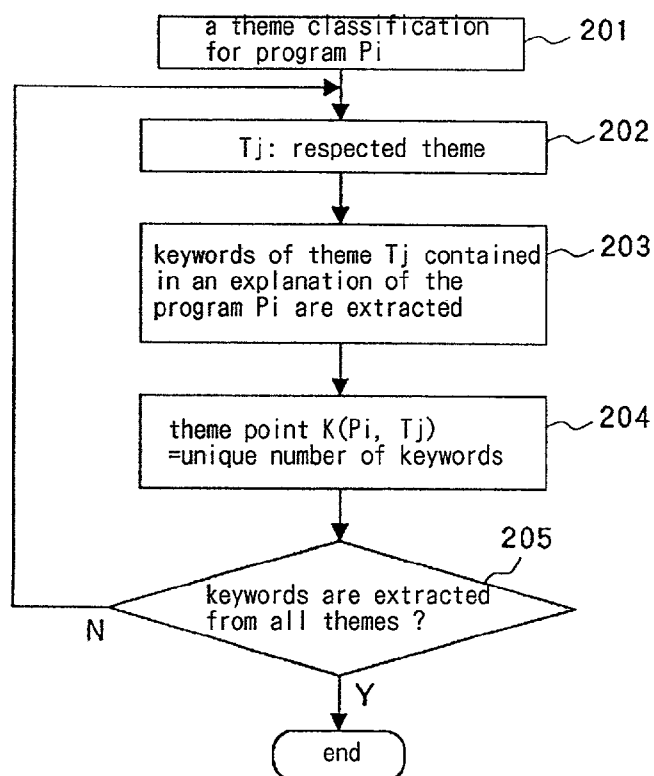 a theme classification
for program Pi
201
Tj: respected theme
202
keywords of theme Tj contained
in an explanation of the
program Pi are extracted
203
theme point K(Pi, Tj)
=unique number of keywords
204
205
keywords are extracted
from all themes ?
N
Y
end